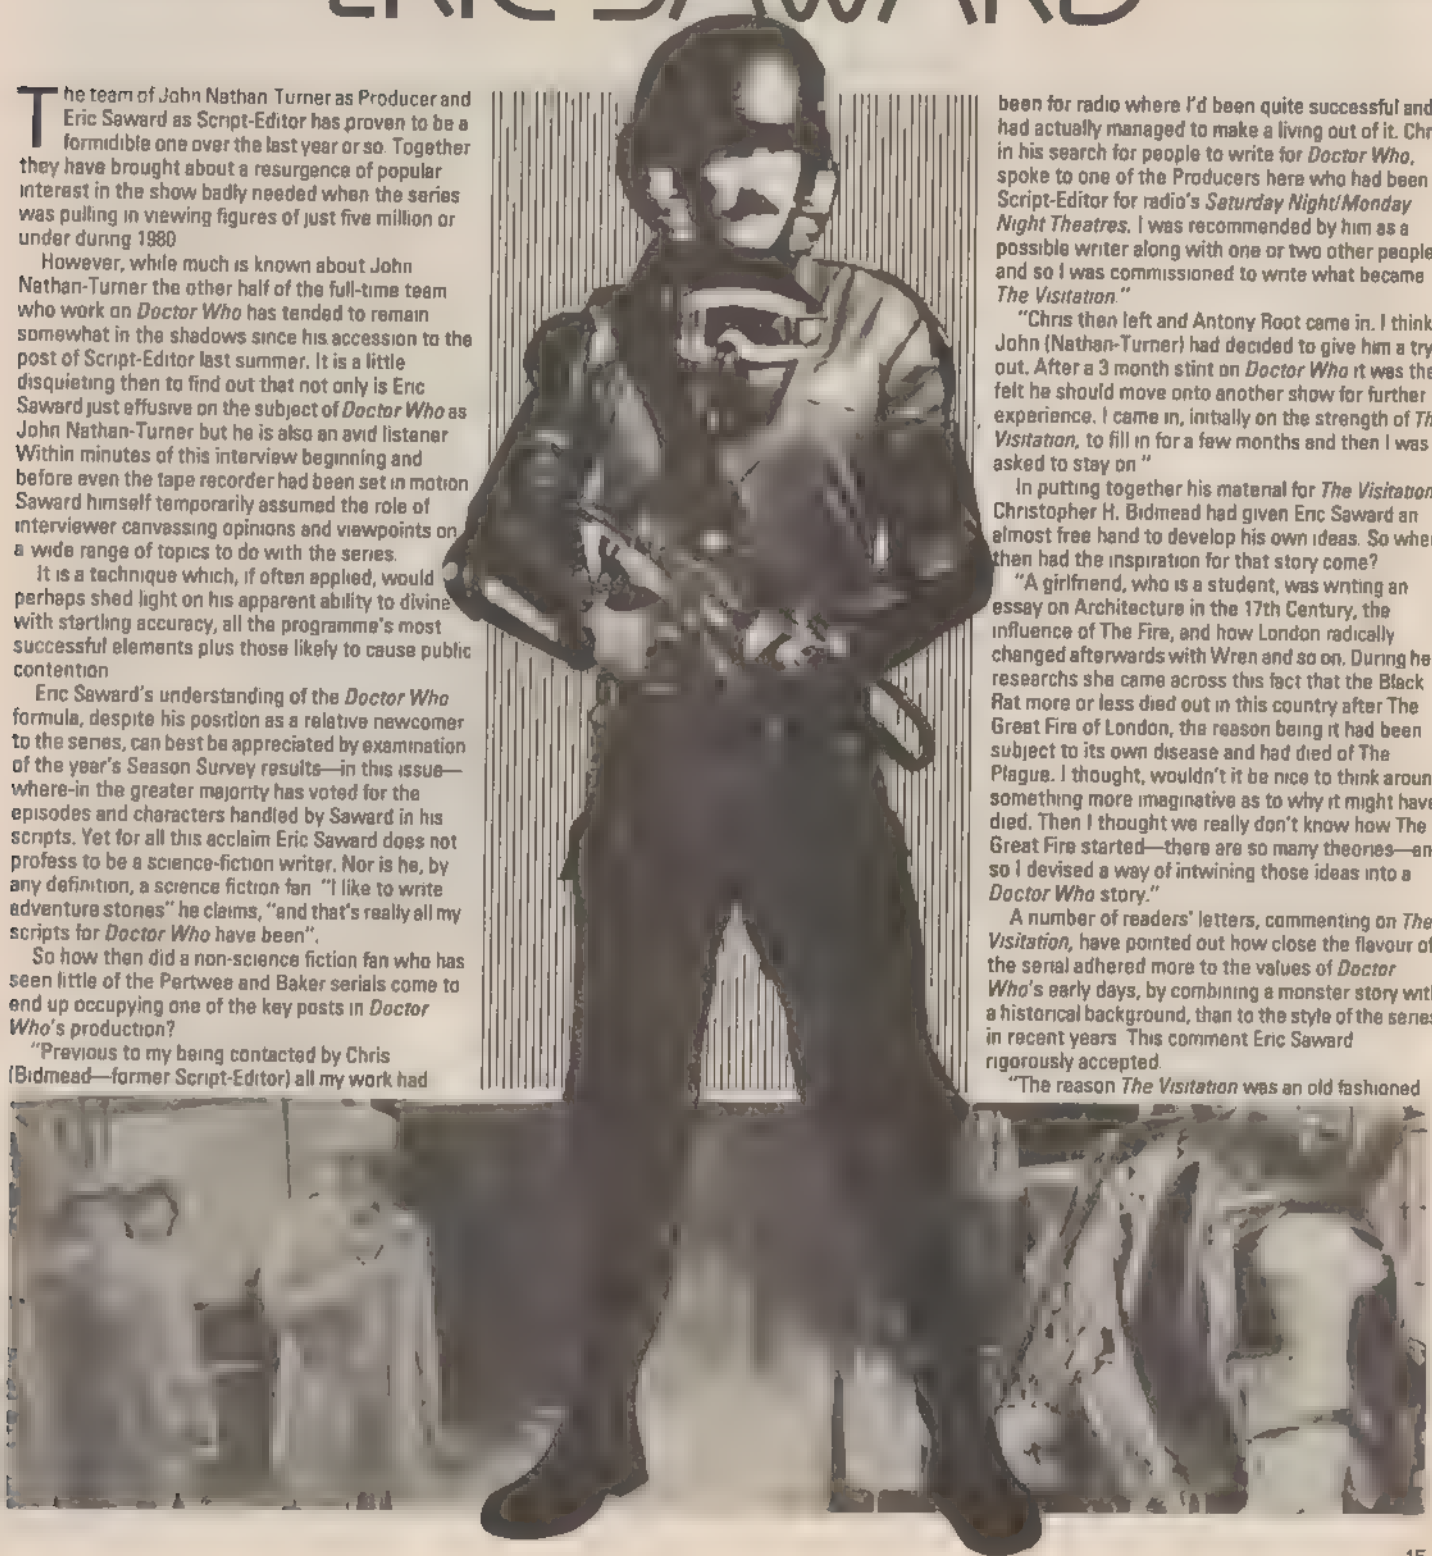 ERIC SAWARD
The team of John Nathan Turner as Producer and
Eric Saward as Script-Editor has proven to be a
formidible one over the last year or so. Together
they have brought about a resurgence of popular
interest in the show badly needed when the series
was pulling in viewing figures of just five million or
under during 1980
However, while much is known about John
Nathan-Turner the other half of the full-time team
who work on Doctor Who has tended to remain
somewhat in the shadows since his accession to the
post of Script-Editor last summer. It is a little
disquieting then to find out that not only is Eric
Saward just effusive on the subject of Doctor Who as
John Nathan-Turner but he is also an avid listener
Within minutes of this interview beginning and
before even the tape recorder had been set in motion
Saward himself temporarily assumed the role of
interviewer canvassing opinions and viewpoints on
a wide range of topics to do with the series.
It is a technique which, if often applied, would
perhaps shed light on his apparent ability to divine
with startling accuracy, all the programme's most
successful elements plus those likely to cause public
contention
Eric Saward's understanding of the Doctor Who
formula, despite his position as a relative newcomer
to the series, can best be appreciated by examination
of the year's Season Survey results—in this issue—
where-in the greater majority has voted for the
episodes and characters handled by Saward in his
scripts. Yet for all this acclaim Eric Saward does not
profess to be a science-fiction writer. Nor is he, by
any definition, a science fiction fan "I like to write
adventure stories" he claims, "and that's really all my
scripts for Doctor Who have been".
So how then did a non-science fiction fan who has
seen little of the Pertwee and Baker serials come to
end up occupying one of the key posts in Doctor
Who's production?
"Previous to my being contacted by Chris
(Bidmead—former Script-Editor) all my work had
been for radio where I'd been quite successful and
had actually managed to make a living out of it. Chr
in his search for people to write for Doctor Who,
spoke to one of the Producers here who had been
Script-Editor for radio's Saturday Night/Monday
Night Theatres. I was recommended by him as a
possible writer along with one or two other people
and so I was commissioned to write what became
The Visitation."
"Chris then left and Antony Root came in. I think
John (Nathan-Turner) had decided to give him a try
out. After a 3 month stint on Doctor Who it was the
felt he should move onto another show for further
experience. I came in, initially on the strength of Th
Visitation, to fill in for a few months and then I was
asked to stay on"
In putting together his material for The Visitation
Christopher H. Bidmead had given Eric Saward an
almost free hand to develop his own ideas. So wher
then had the inspiration for that story come?
"A girlfriend, who is a student, was writing an
essay on Architecture in the 17th Century, the
influence of The Fire, and how London radically
changed afterwards with Wren and so on. During he
researchs she came across this fact that the Black
Rat more or less died out in this country after The
Great Fire of London, the reason being it had been
subject to its own disease and had died of The
Plague. I thought, wouldn't it be nice to think aroun
something more imaginative as to why it might have
died. Then I thought we really don't know how The
Great Fire started—there are so many theories—an
so I devised a way of intwining those ideas into a
Doctor Who story."
A number of readers' letters, commenting on The
Visitation, have pointed out how close the flavour of
the serial adhered more to the values of Doctor
Who's early days, by combining a monster story with
a historical background, than to the style of the series
in recent years This comment Eric Saward
rigorously accepted.
"The reason The Visitation was an old fashioned
15